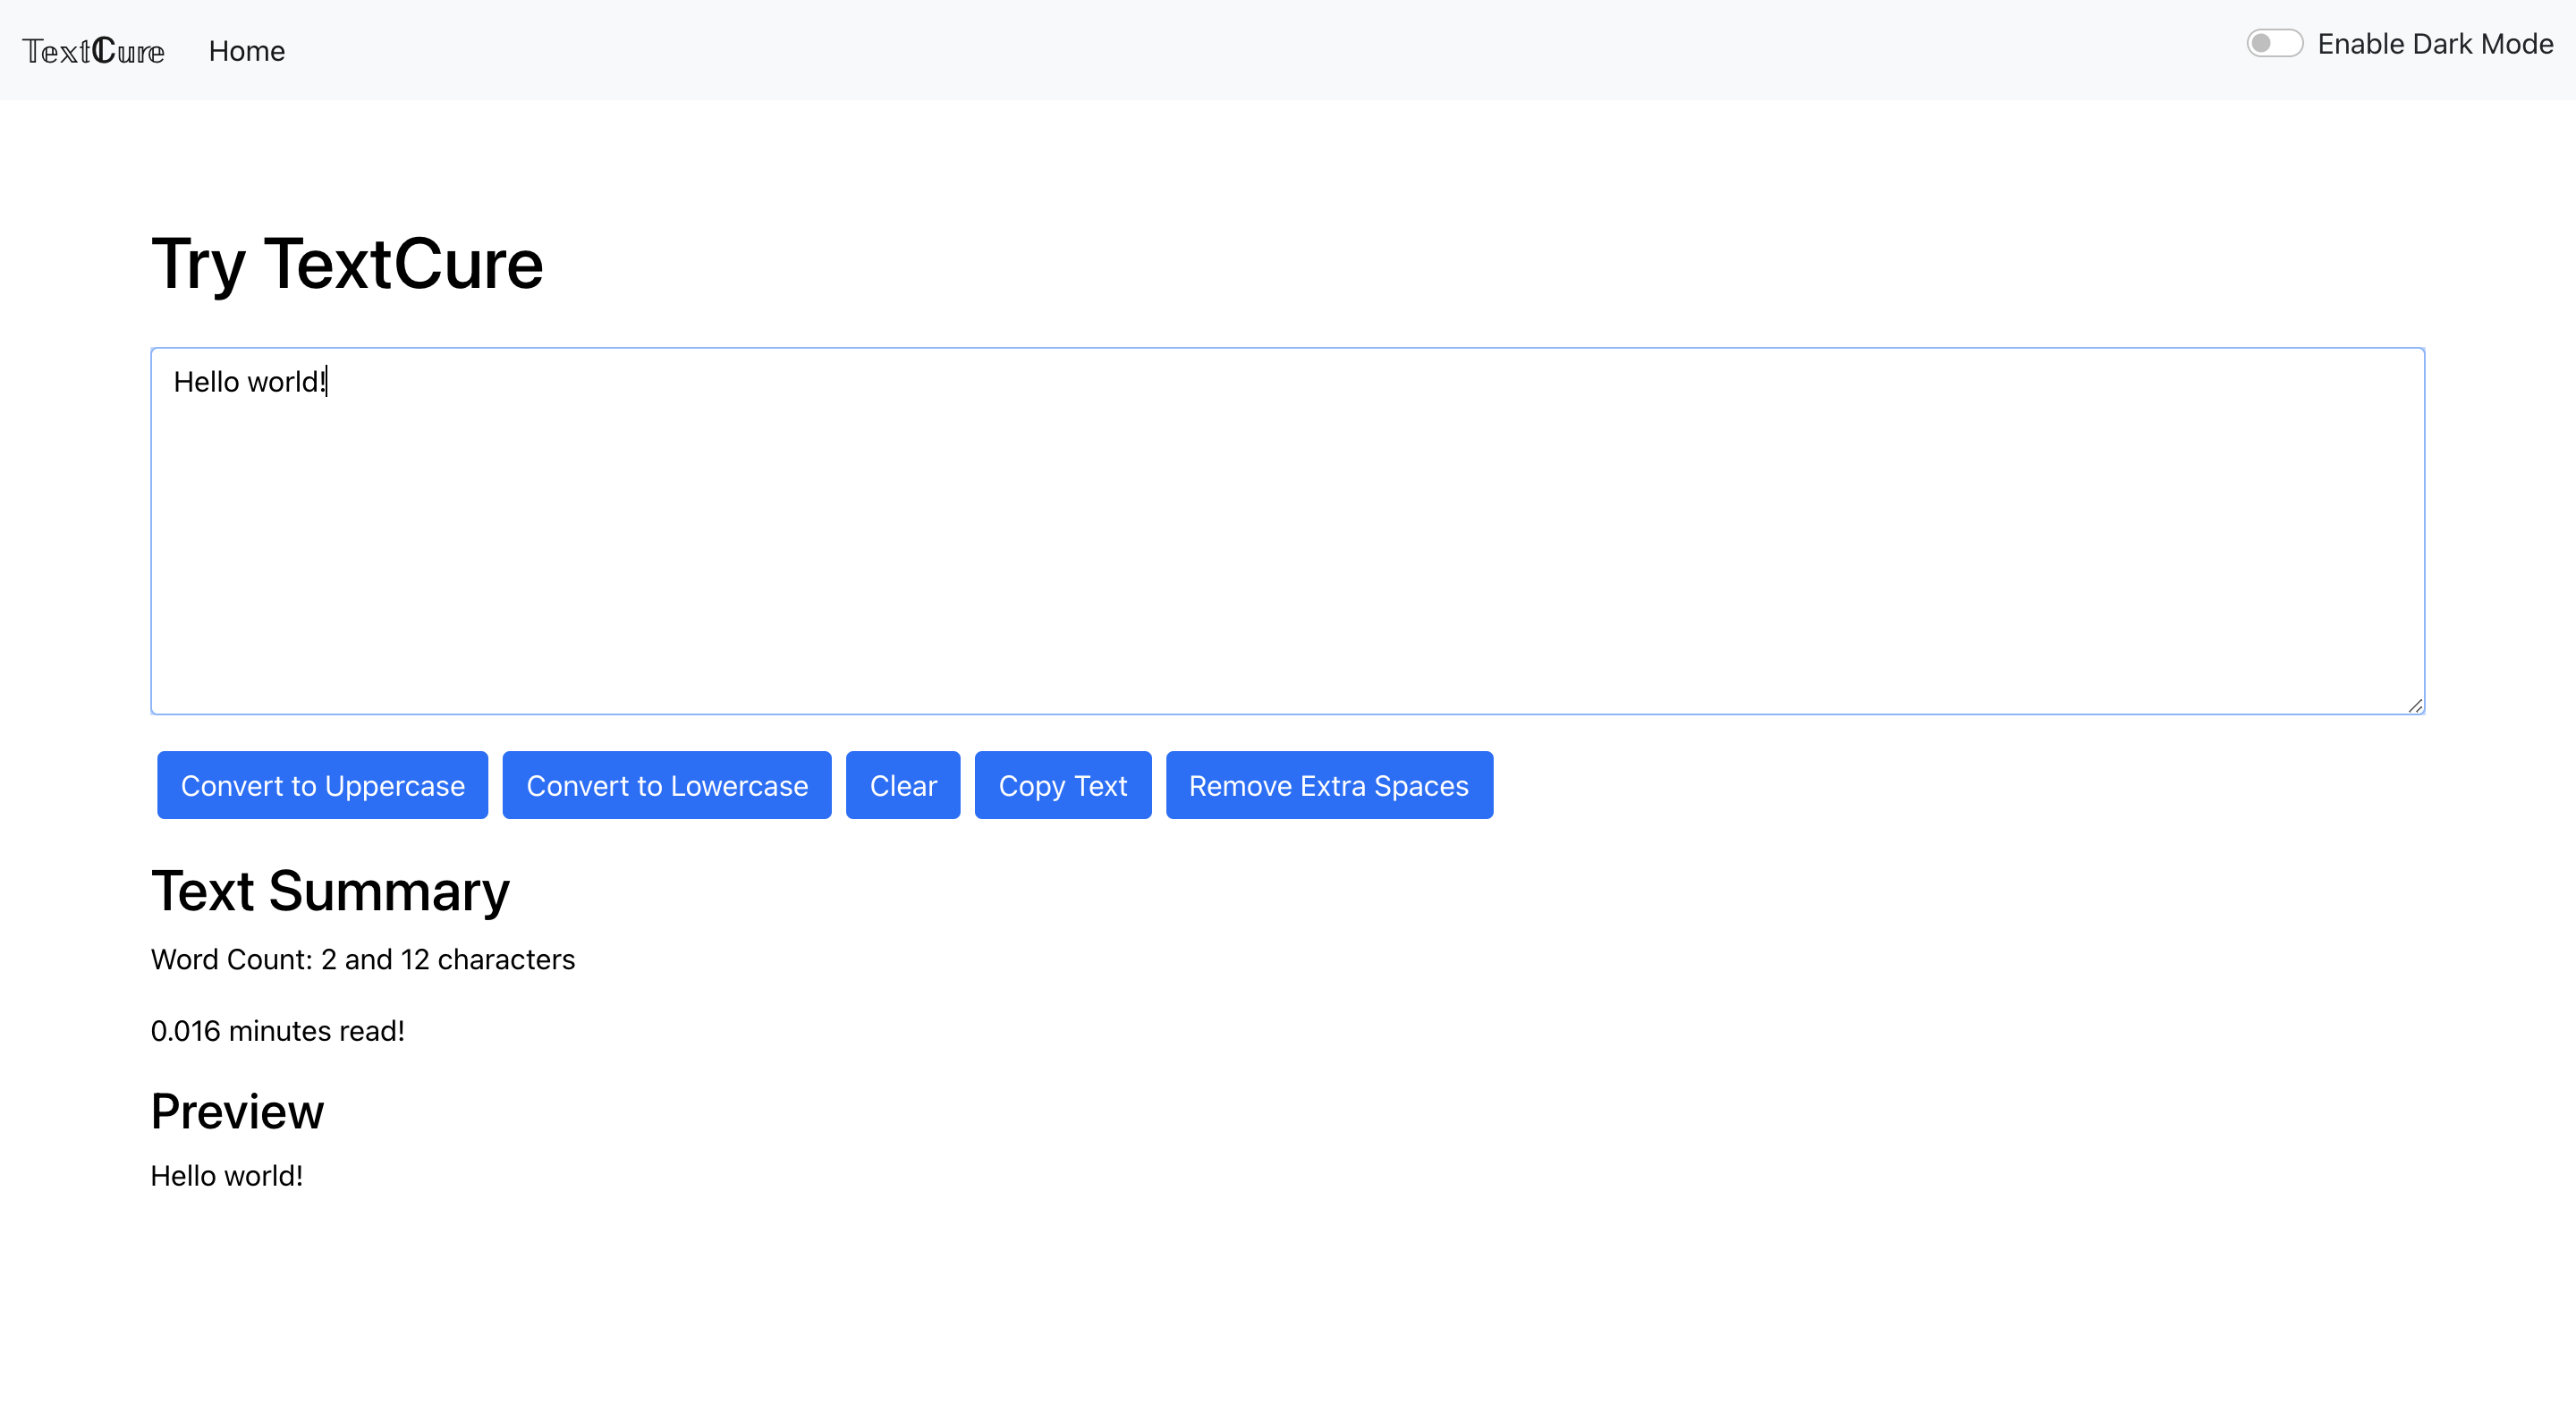 𝕋𝕖𝕩𝕥ℂ𝕦𝕣𝕖 Home Enable Dark Mode
Try TextCure
Hello world!
Convert to Uppercase Convert to Lowercase Clear Copy Text Remove Extra Spaces
Text Summary
Word Count: 2 and 12 characters
0.016 minutes read!
Preview
Hello world!